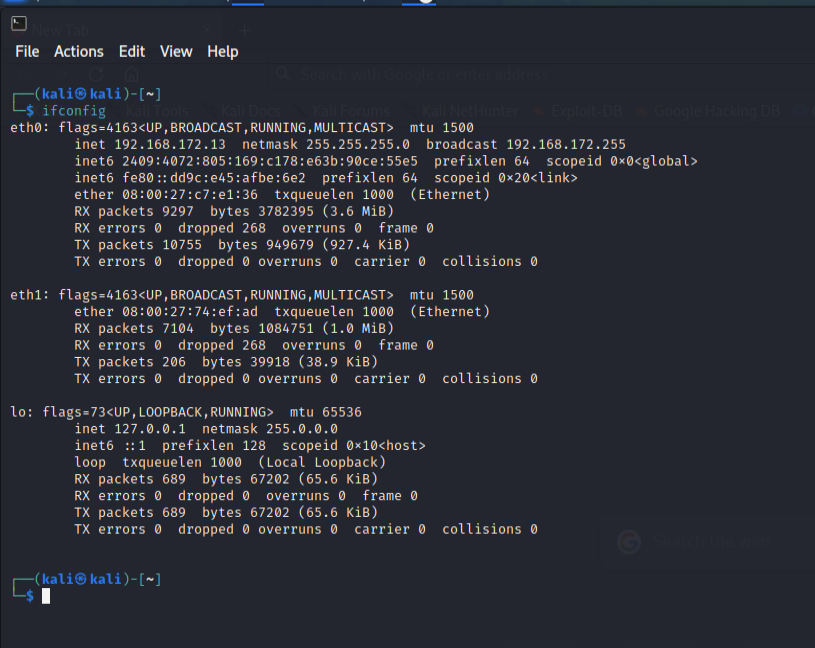 New Tab
File Actions Edit View Help
Search with Google or enter address
┌──(kali㉿kali)-[~]
└─$ ifconfig
Kali Tools Kali Docs Kali Forums Kali NetHunter Exploit-DB Google Hacking DB
eth0: flags=4163<UP,BROADCAST,RUNNING,MULTICAST> mtu 1500
inet 192.168.172.13 netmask 255.255.255.0 broadcast 192.168.172.255
inet6 2409:4072:805:169:c178:e63b:90ce:55e5 prefixlen 64 scopeid 0×0<global>
inet6 fe80::dd9c:e45:afbe:6e2 prefixlen 64 scopeid 0×20<link>
ether 08:00:27:c7:e1:36 txqueuelen 1000 (Ethernet)
RX packets 9297 bytes 3782395 (3.6 MiB)
RX errors 0 dropped 268 overruns 0 frame 0
TX packets 10755 bytes 949679 (927.4 KiB)
TX errors 0 dropped 0 overruns 0 carrier 0 collisions 0
eth1: flags=4163<UP,BROADCAST,RUNNING,MULTICAST> mtu 1500
ether 08:00:27:74:ef:ad txqueuelen 1000 (Ethernet)
RX packets 7104 bytes 1084751 (1.0 MiB)
RX errors 0 dropped 268 overruns 0 frame 0
TX packets 206 bytes 39918 (38.9 KiB)
TX errors 0 dropped 0 overruns 0 carrier 0 collisions 0
lo: flags=73<UP,LOOPBACK,RUNNING> mtu 65536
inet 127.0.0.1 netmask 255.0.0.0
inet6 ::1 prefixlen 128 scopeid 0×10<host>
loop txqueuelen 1000 (Local Loopback)
RX packets 689 bytes 67202 (65.6 KiB)
RX errors 0 dropped 0 overruns 0 frame 0
TX packets 689 bytes 67202 (65.6 KiB)
TX errors 0 dropped 0 overruns 0 carrier 0 collisions 0
Search the web
┌──(kali㉿kali)-[~]
└─$